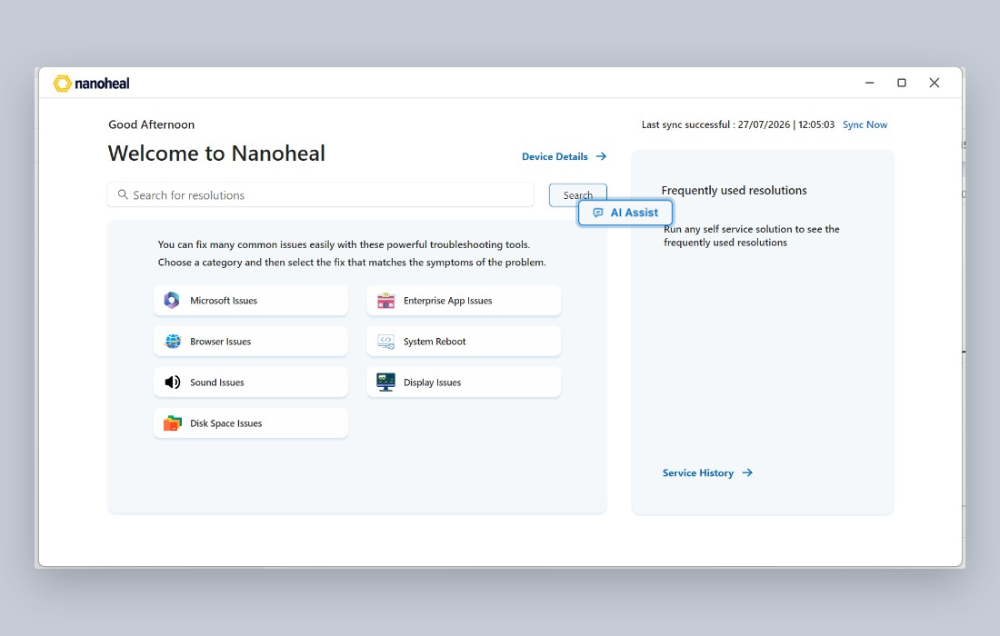 nanoheal
Good Afternoon
Last sync successful : 27/07/2026 | 12:05:03 Sync Now
Welcome to Nanoheal
Device Details
Search for resolutions
Search
AI Assist
You can fix many common issues easily with these powerful troubleshooting tools.
Choose a category and then select the fix that matches the symptoms of the problem.
Microsoft Issues
Enterprise App Issues
Browser Issues
System Reboot
Sound Issues
Display Issues
Disk Space Issues
Frequently used resolutions
Run any self service solution to see the
frequently used resolutions
Service History